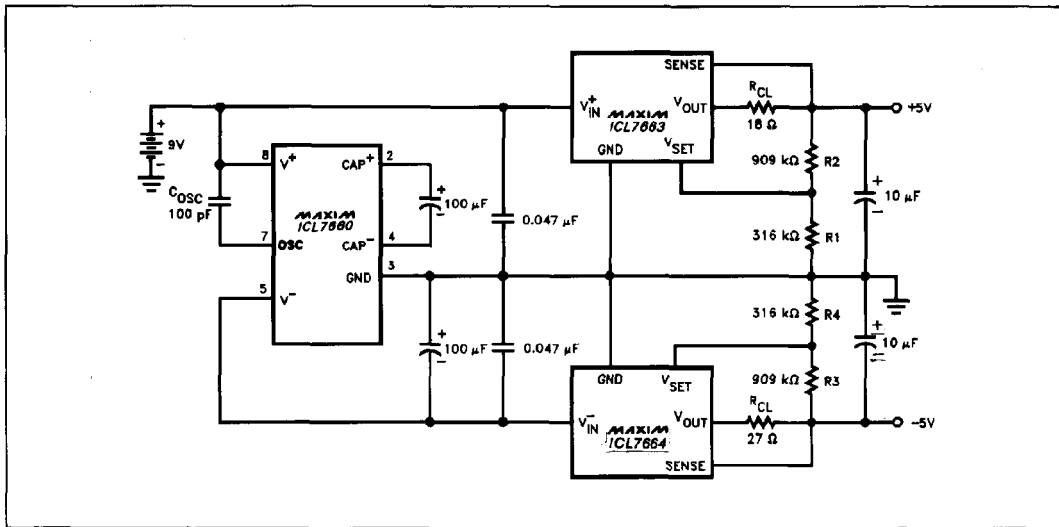 SENSE
R_CL
V+IN
MAXIM
ICL7663
VOUT
18 Ω
+5V
GND
VSET
909 kΩ
R2
+
9V
-
8
V+
CAP+
2
COSC
100 pF
MAXIM
ICL7660
+
100 µF
-
0.047 µF
+
10 µF
-
7
OSC
CAP-
4
316 kΩ
R1
GND
3
5
V-
+
100 µF
-
0.047 µF
316 kΩ
R4
+
10 µF
GND
VSET
909 kΩ
R3
V-IN
MAXIM
ICL7664
VOUT
RCL
27 Ω
-5V
SENSE